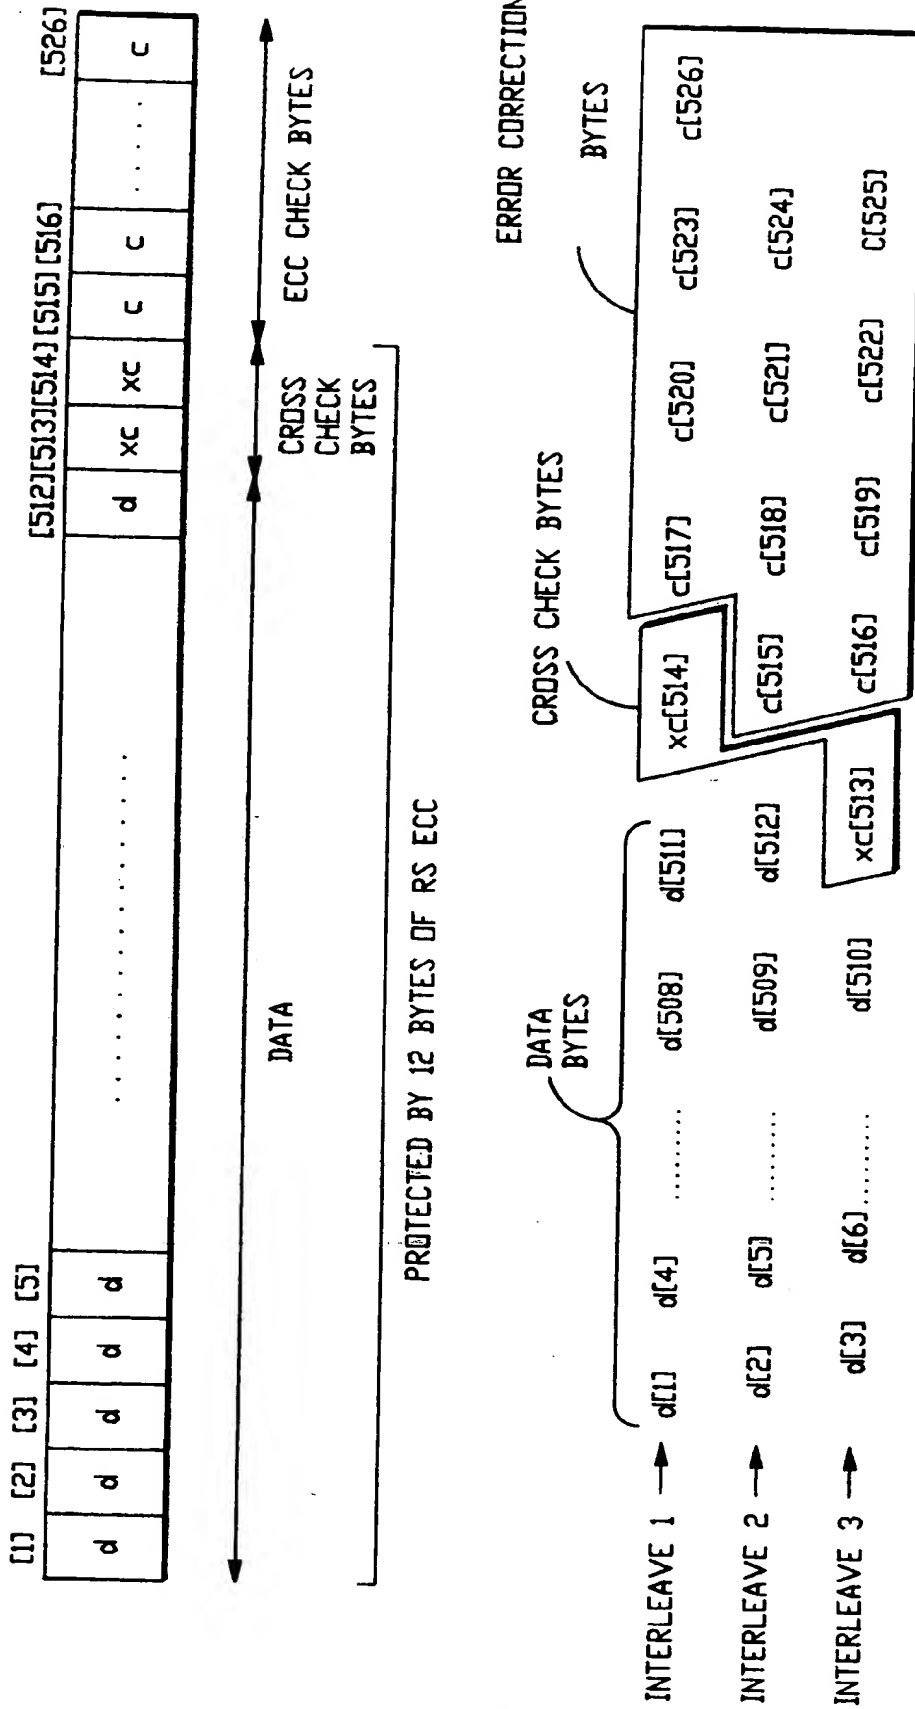 [1] [2] [3] [4] [5] [512][513][514][515][516] [526]
d d d d d ............ d xc xc c c ..... c
DATA
CROSS
CHECK
BYTES
ECC CHECK BYTES
PROTECTED BY 12 BYTES OF RS ECC
DATA
BYTES
CROSS CHECK BYTES
ERROR CORRECTION
BYTES
INTERLEAVE 1 d[1] d[4] ........ d[508] d[511] xc[514] c[517] c[520] c[523] c[526]
INTERLEAVE 2 d[2] d[5] ........ d[509] d[512] c[515] c[518] c[521] c[524]
INTERLEAVE 3 d[3] d[6] ........ d[510] xc[513] c[516] c[519] c[522] C[525]